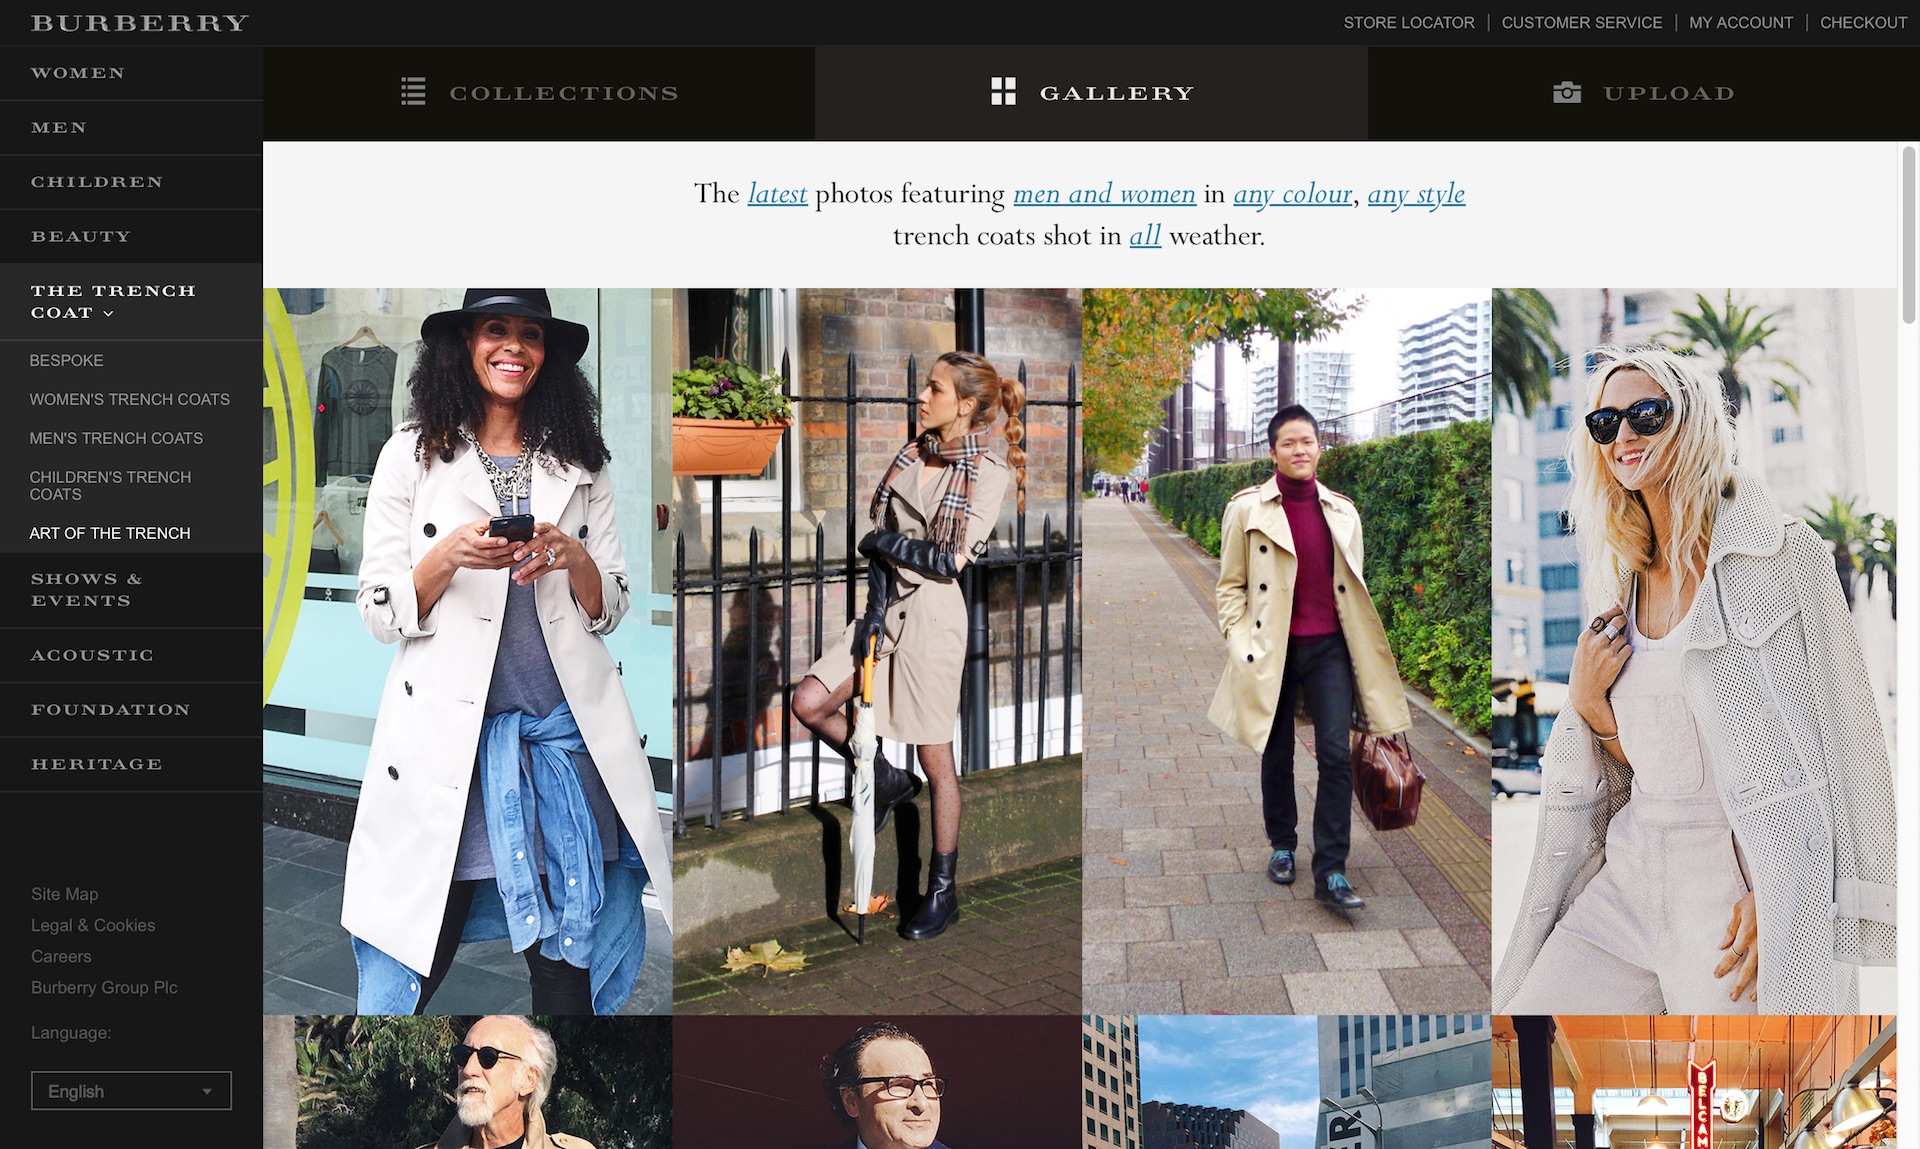 BURBERRY
STORE LOCATOR
CUSTOMER SERVICE
MY ACCOUNT
CHECKOUT
WOMEN
MEN
CHILDREN
BEAUTY
THE TRENCH
COAT
BESPOKE
WOMEN'S TRENCH COATS
MEN'S TRENCH COATS
CHILDREN'S TRENCH
COATS
ART OF THE TRENCH
SHOWS &
EVENTS
ACOUSTIC
FOUNDATION
HERITAGE
Site Map
Legal & Cookies
Careers
Burberry Group Plc
Language:
English
COLLECTIONS
GALLERY
UPLOAD
The latest photos featuring men and women in any colour, any style
trench coats shot in all weather.
BELCAM